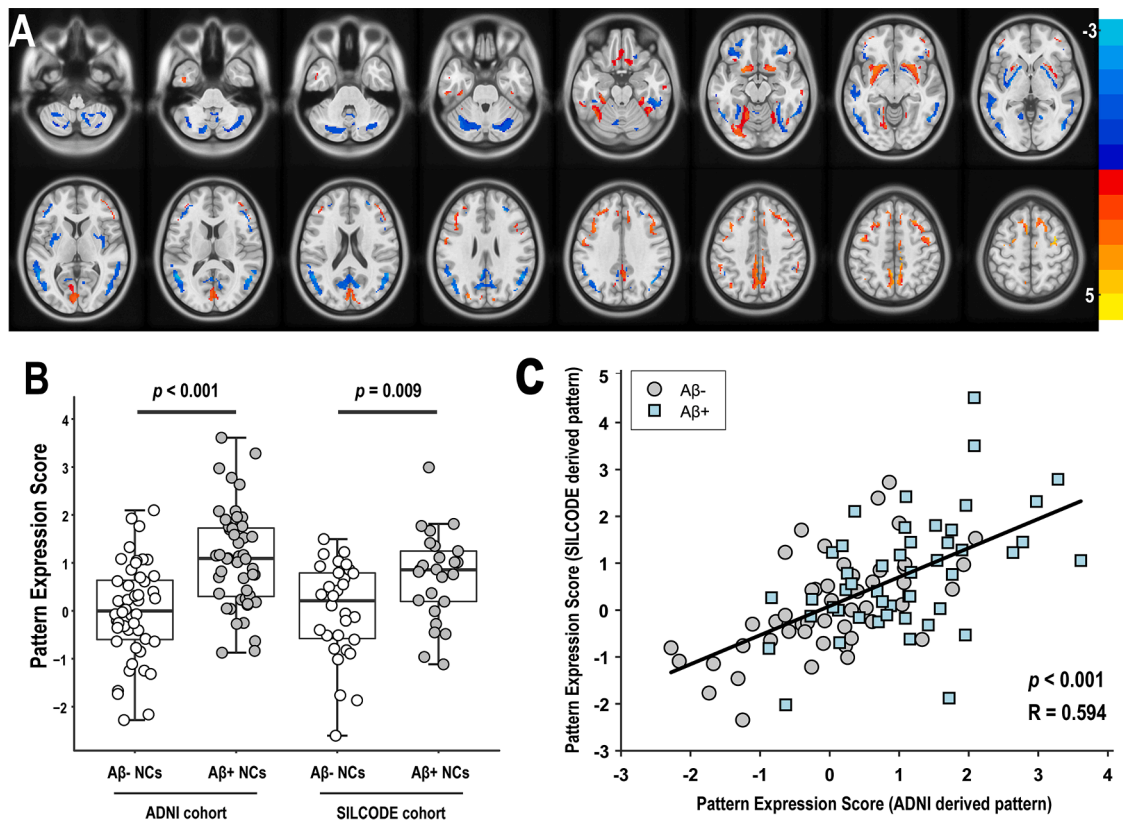 A
-3
5
B
p < 0.001
p = 0.009
Pattern Expression Score
4
3
2
1
0
−1
−2
Aβ- NCs
Aβ+ NCs
Aβ- NCs
Aβ+ NCs
ADNI cohort
SILCODE cohort
C
Aβ-
Aβ+
Pattern Expression Score (SILCODE derived pattern)
5
4
3
2
1
0
-1
-2
-3
p < 0.001
R = 0.594
-3
-2
-1
0
1
2
3
4
Pattern Expression Score (ADNI derived pattern)